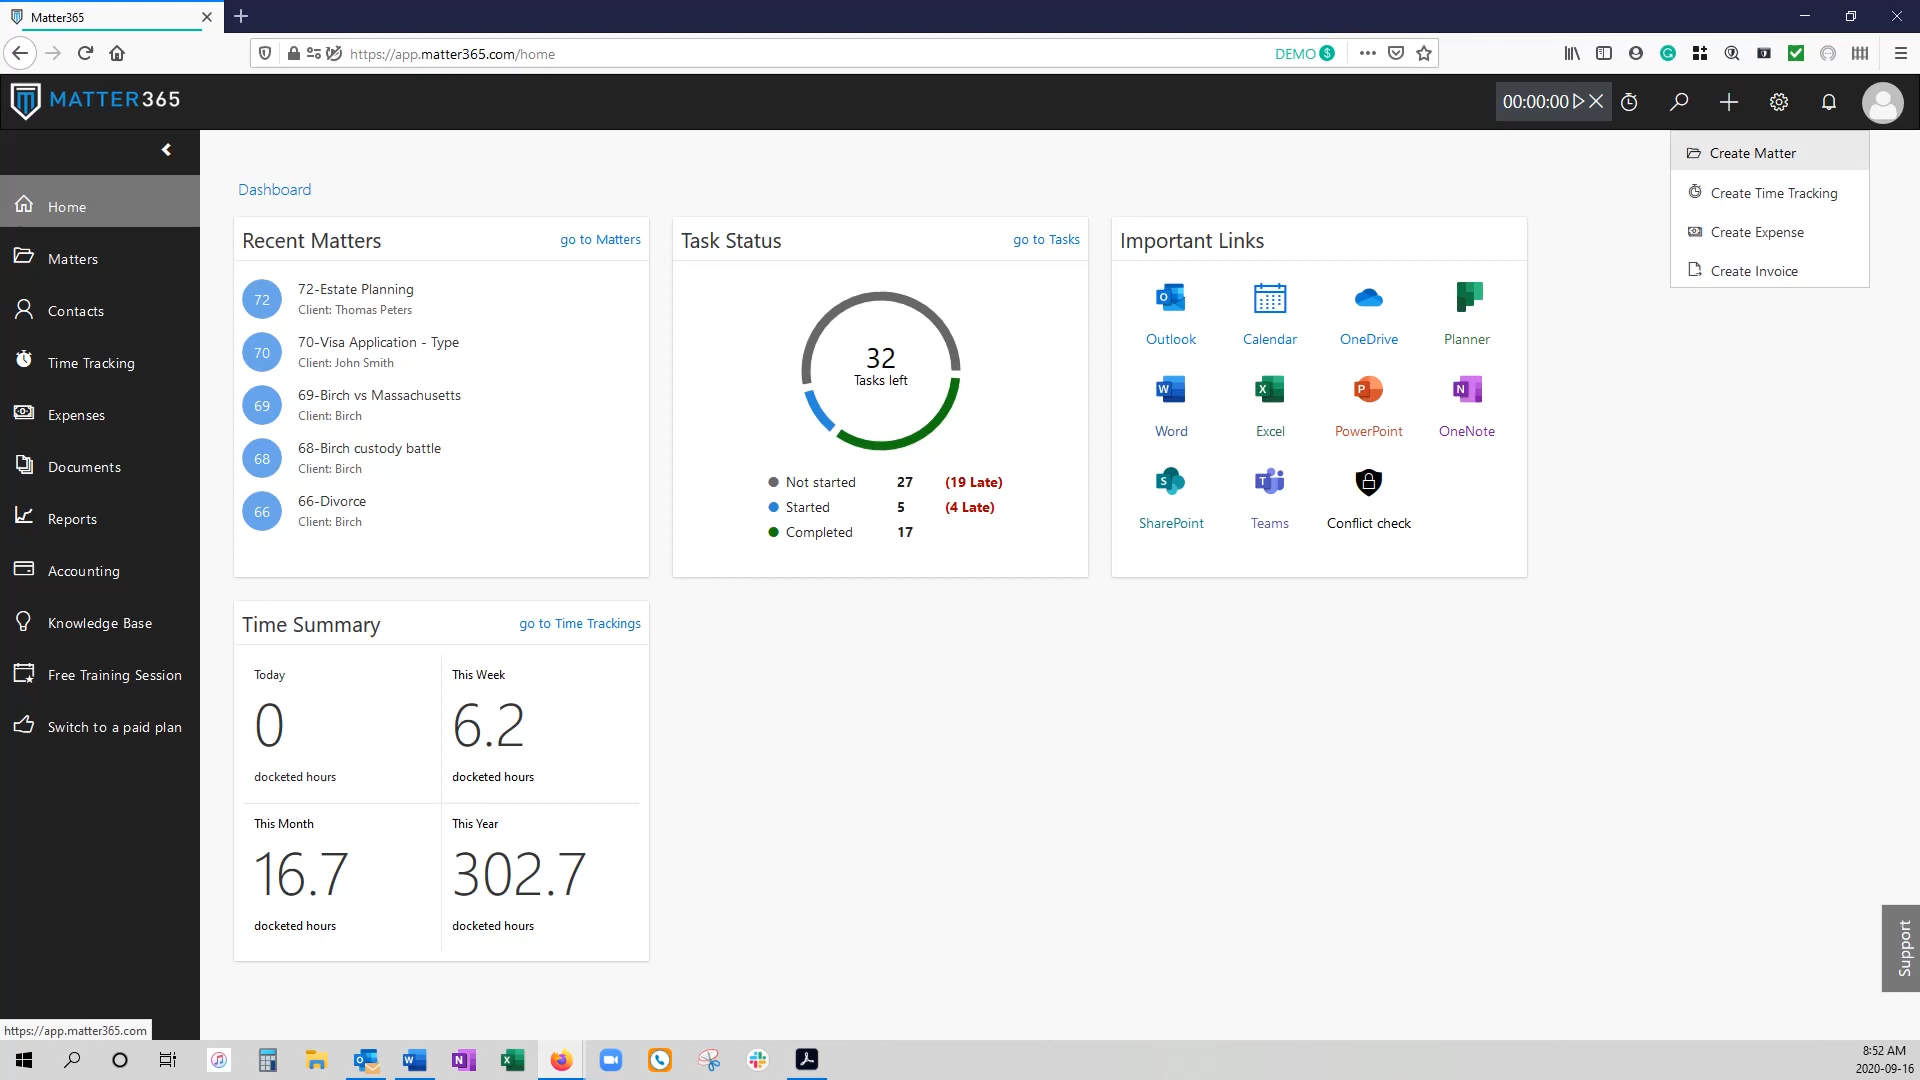 Matter365
https://app.matter365.com/home
DEMO
MATTER365
00:00:00
Create Matter
Create Time Tracking
Create Expense
Create Invoice
Home
Matters
Contacts
Time Tracking
Expenses
Documents
Reports
Accounting
Knowledge Base
Free Training Session
Switch to a paid plan
Dashboard
Recent Matters go to Matters
72 72-Estate Planning
Client: Thomas Peters
70 70-Visa Application - Type
Client: John Smith
69 69-Birch vs Massachusetts
Client: Birch
68 68-Birch custody battle
Client: Birch
66 66-Divorce
Client: Birch
Task Status go to Tasks
32
Tasks left
Not started 27 (19 Late)
Started 5 (4 Late)
Completed 17
Important Links
Outlook Calendar OneDrive Planner
Word Excel PowerPoint OneNote
SharePoint Teams Conflict check
Time Summary go to Time Trackings
Today This Week
0 6.2
docketed hours docketed hours
This Month This Year
16.7 302.7
docketed hours docketed hours
Support
https://app.matter365.com
8:52 AM
2020-09-16